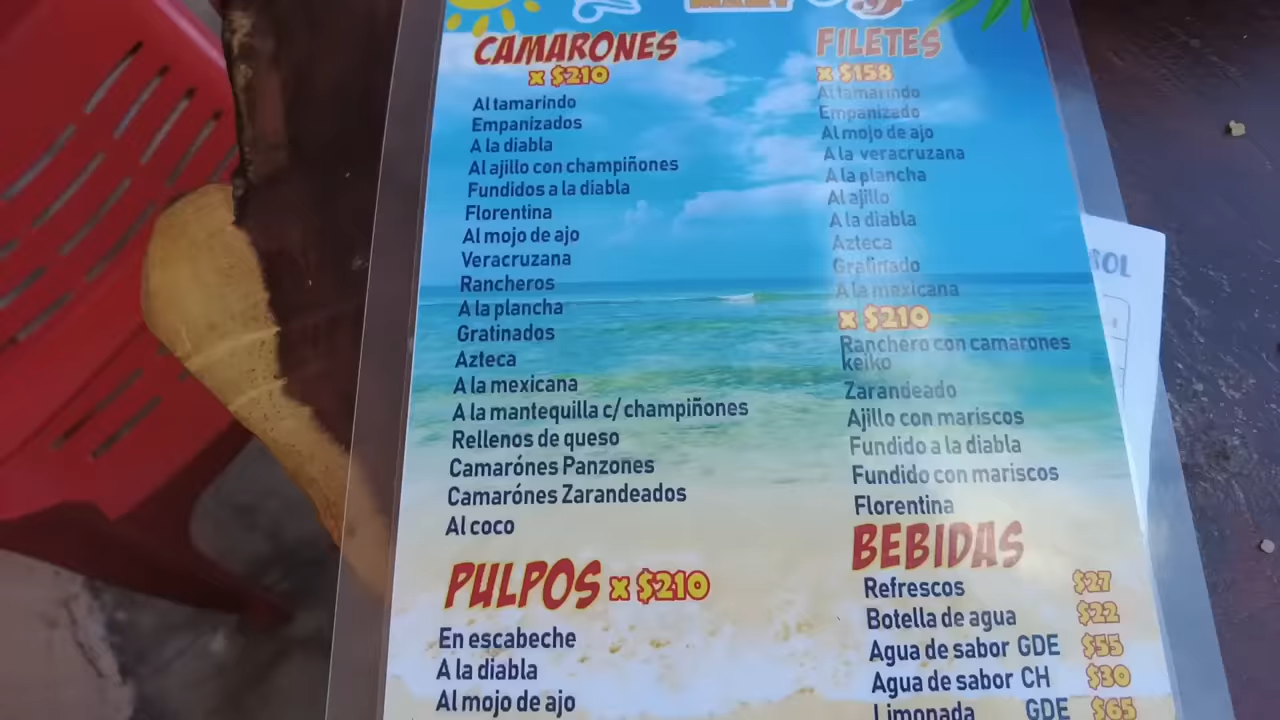 CAMARONES
x $210
Al tamarindo
Empanizados
A la diabla
Al ajillo con champiñones
Fundidos a la diabla
Florentina
Al mojo de ajo
Veracruzana
Rancheros
A la plancha
Gratinados
Azteca
A la mexicana
A la mantequilla c/ champiñones
Rellenos de queso
Camarónes Panzones
Camarónes Zarandeados
Al coco
PULPOS x $210
En escabeche
A la diabla
Al mojo de ajo
FILETES
x $158
Al tamarindo
Empanizado
Al mojo de ajo
A la veracruzana
A la plancha
Al ajillo
A la diabla
Azteca
Gratinado
A la mexicana
x $210
Ranchero con camarones
keiko
Zarandeado
Ajillo con mariscos
Fundido a la diabla
Fundido con mariscos
Florentina
BEBIDAS
Refrescos $27
Botella de agua $22
Agua de sabor GDE $55
Agua de sabor CH $30
Limonada GDE $65